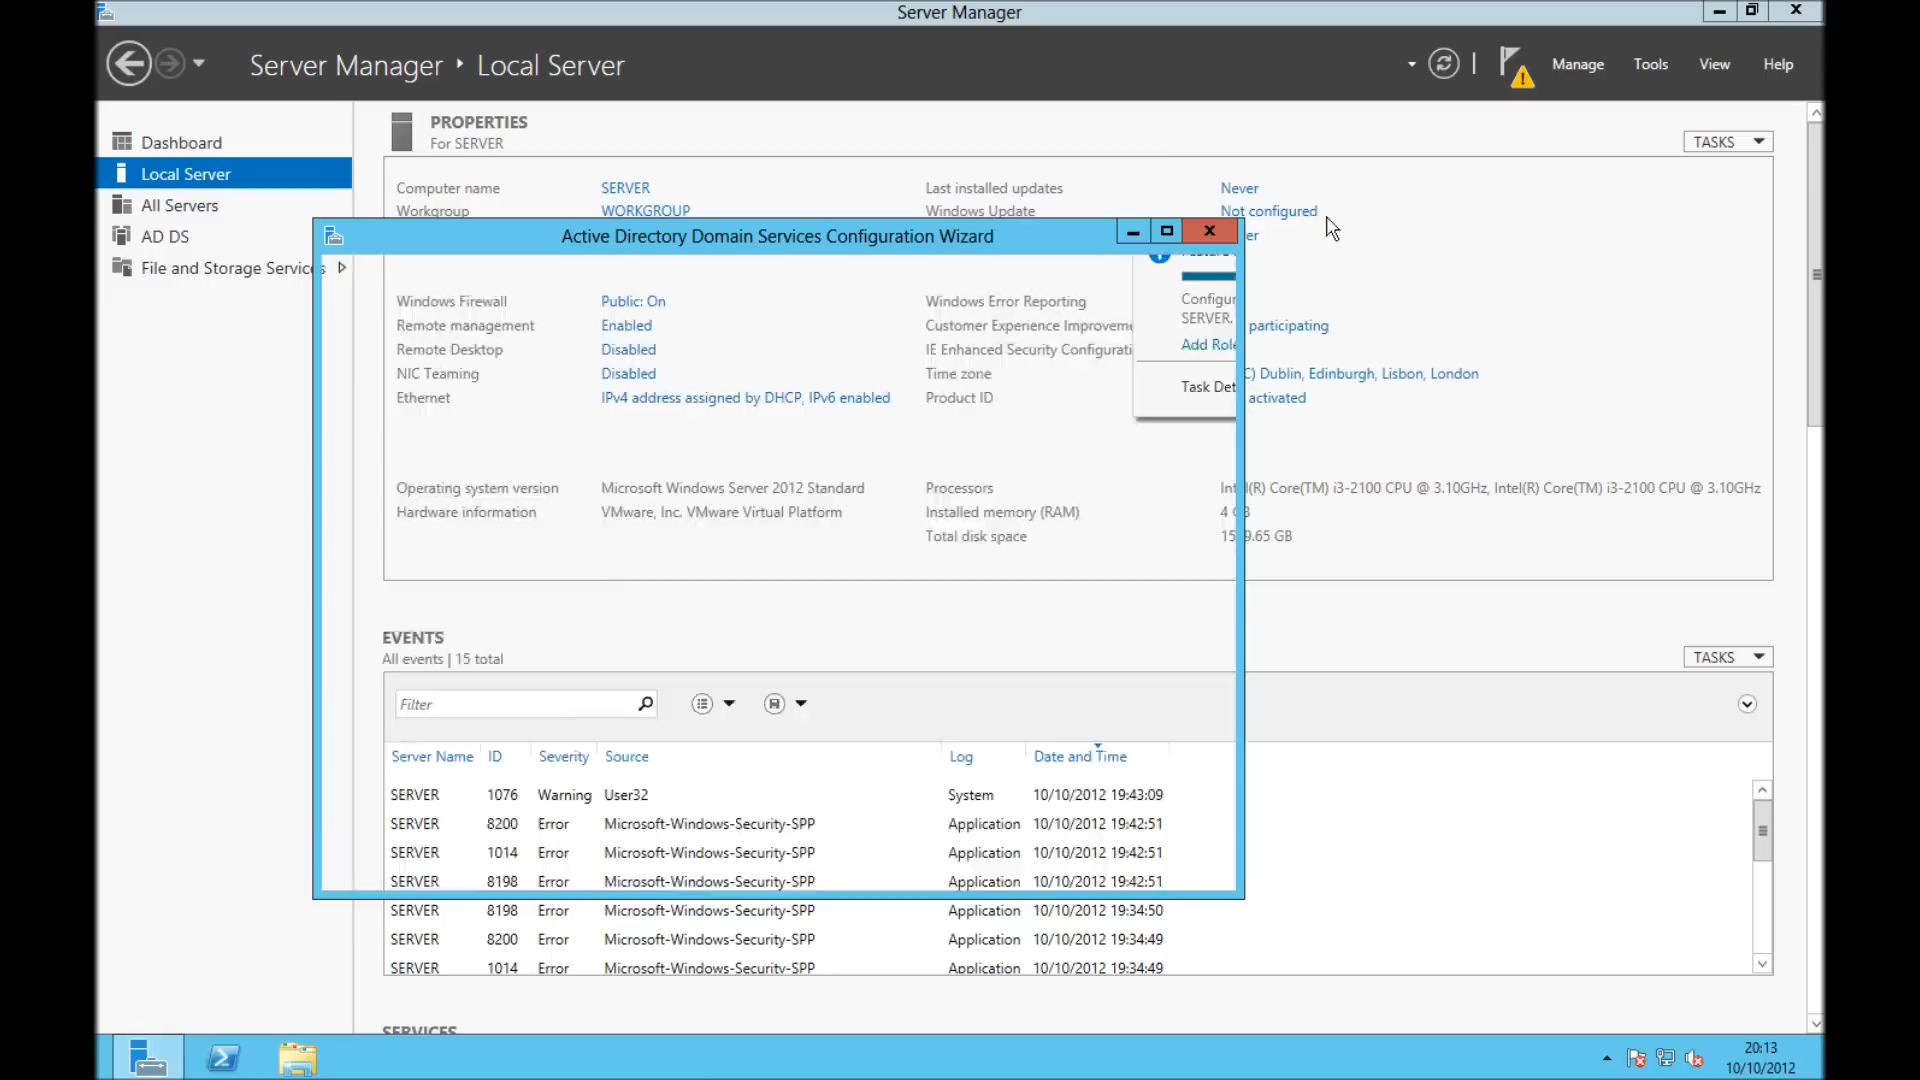 Server Manager
Server Manager ‣ Local Server
Manage Tools View Help
Dashboard
Local Server
All Servers
AD DS
File and Storage Services
PROPERTIES
For SERVER
TASKS
Computer name SERVER Last installed updates Never
Workgroup WORKGROUP Windows Update Not configured
Active Directory Domain Services Configuration Wizard
Windows Firewall Public: On Windows Error Reporting
Configur
SERVER.
Remote management Enabled Customer Experience Improveme participating
Remote Desktop Disabled IE Enhanced Security Configurati
Add Role
NIC Teaming Disabled Time zone C) Dublin, Edinburgh, Lisbon, London
Task Det
Ethernet IPv4 address assigned by DHCP, IPv6 enabled Product ID activated
Operating system version Microsoft Windows Server 2012 Standard Processors Intel(R) Core(TM) i3-2100 CPU @ 3.10GHz, Intel(R) Core(TM) i3-2100 CPU @ 3.10GHz
Hardware information VMware, Inc. VMware Virtual Platform Installed memory (RAM) 4 GB
Total disk space
EVENTS
All events | 15 total
TASKS
Filter
Server Name ID Severity Source Log Date and Time
SERVER 1076 Warning User32 System 10/10/2012 19:43:09
SERVER 8200 Error Microsoft-Windows-Security-SPP Application 10/10/2012 19:42:51
SERVER 1014 Error Microsoft-Windows-Security-SPP Application 10/10/2012 19:42:51
SERVER 8198 Error Microsoft-Windows-Security-SPP Application 10/10/2012 19:42:51
SERVER 8198 Error Microsoft-Windows-Security-SPP Application 10/10/2012 19:34:50
SERVER 8200 Error Microsoft-Windows-Security-SPP Application 10/10/2012 19:34:49
SERVER 1014 Error Microsoft-Windows-Security-SPP Application 10/10/2012 19:34:49
SERVICES
20:13
10/10/2012